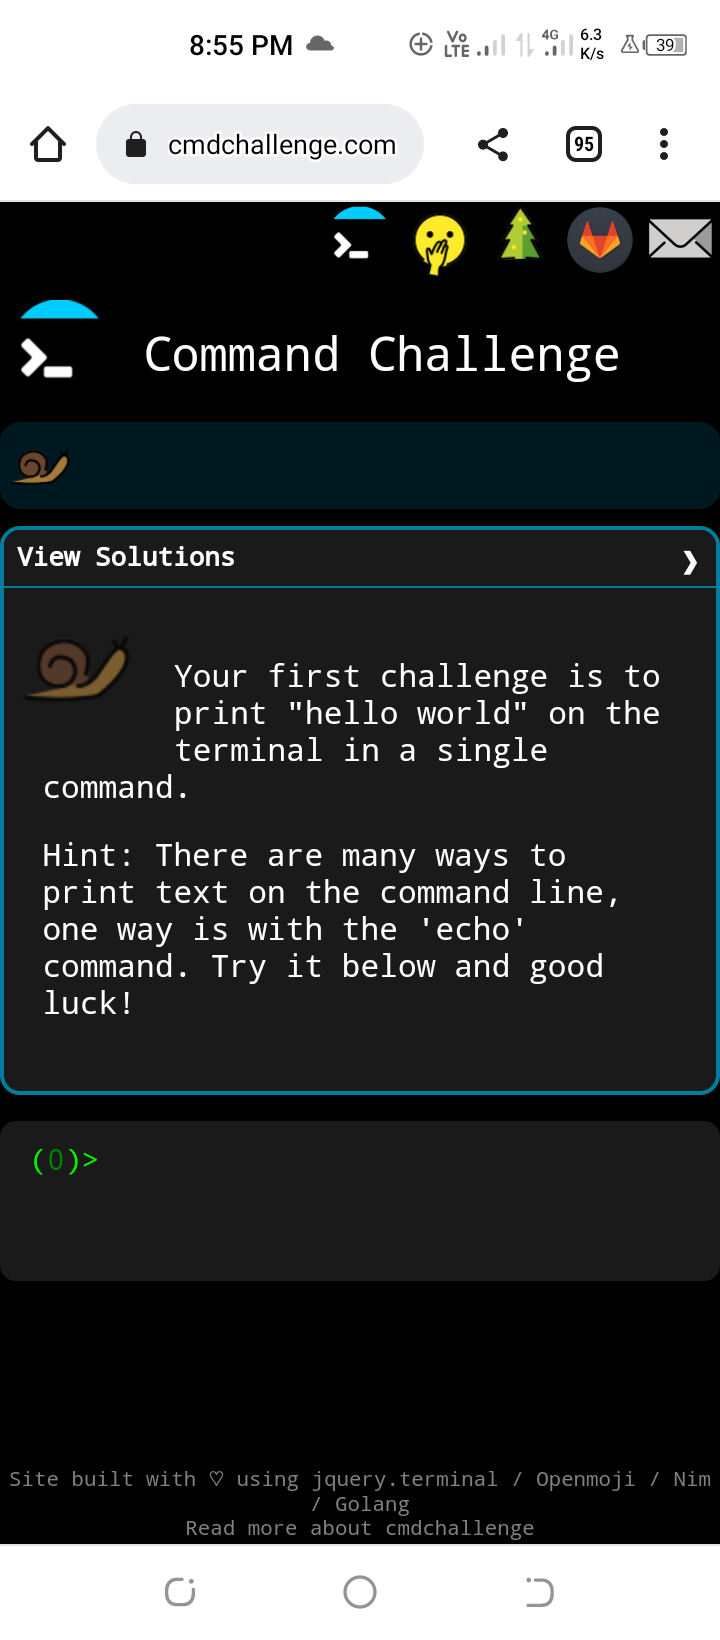 8:55 PM
Vo
LTE
4G
6.3
K/s
39
cmdchallenge.com
95
Command Challenge
View Solutions
Your first challenge is to
print "hello world" on the
terminal in a single
command.
Hint: There are many ways to
print text on the command line,
one way is with the 'echo'
command. Try it below and good
luck!
(0)>
Site built with ♡ using jquery.terminal / Openmoji / Nim
/ Golang
Read more about cmdchallenge